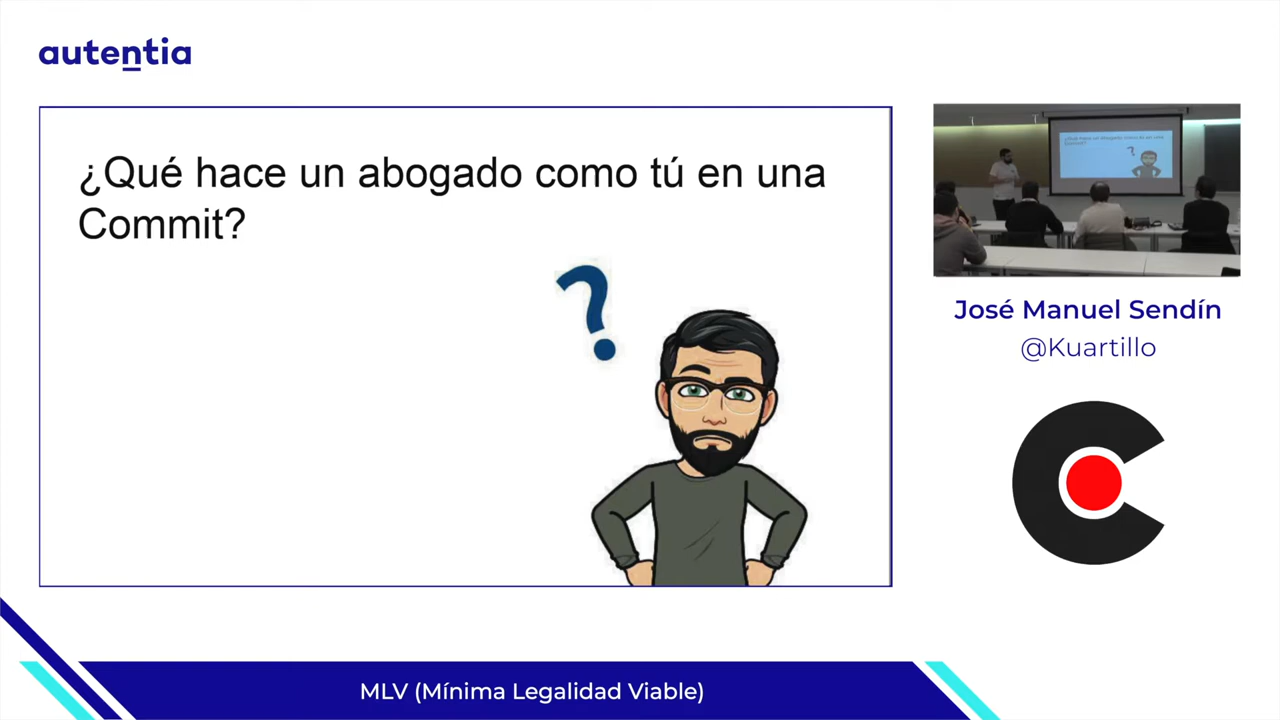 autentia
¿Qué hace un abogado como tú en una
Commit?
José Manuel Sendín
@Kuartillo
MLV (Mínima Legalidad Viable)